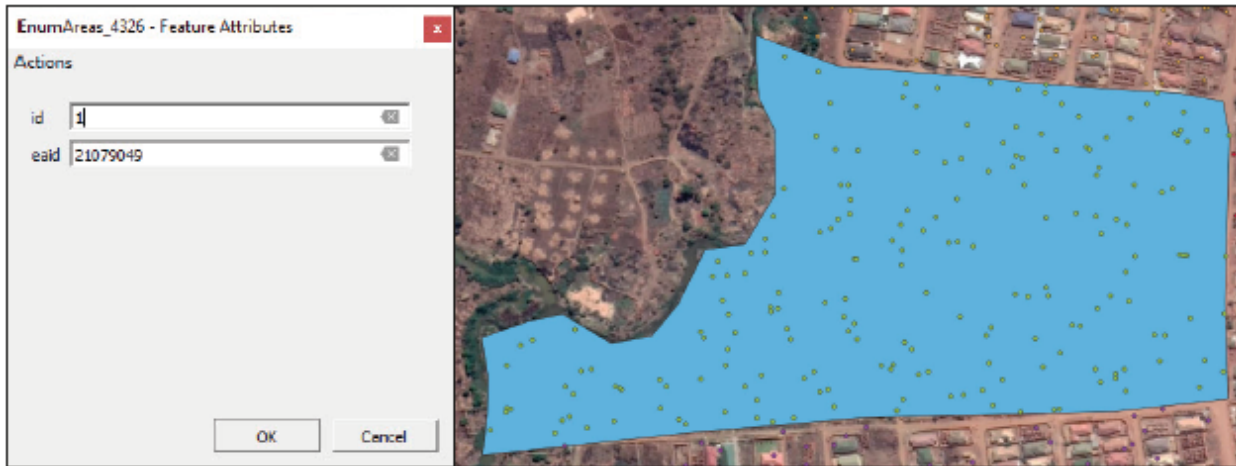 EnumAreas_4326 - Feature Attributes
x
Actions
id 1
eaid 21079049
OK Cancel